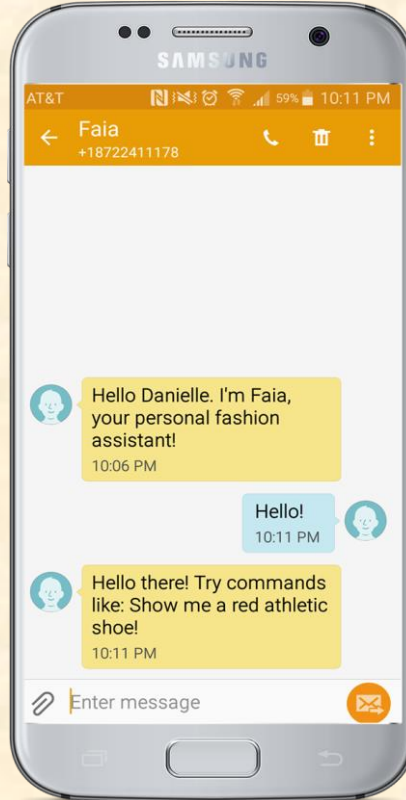 SAMSUNG
AT&T 59% 10:11 PM
Faia
+18722411178
Hello Danielle. I'm Faia,
your personal fashion
assistant!
10:06 PM
Hello!
10:11 PM
Hello there! Try commands
like: Show me a red athletic
shoe!
10:11 PM
Enter message